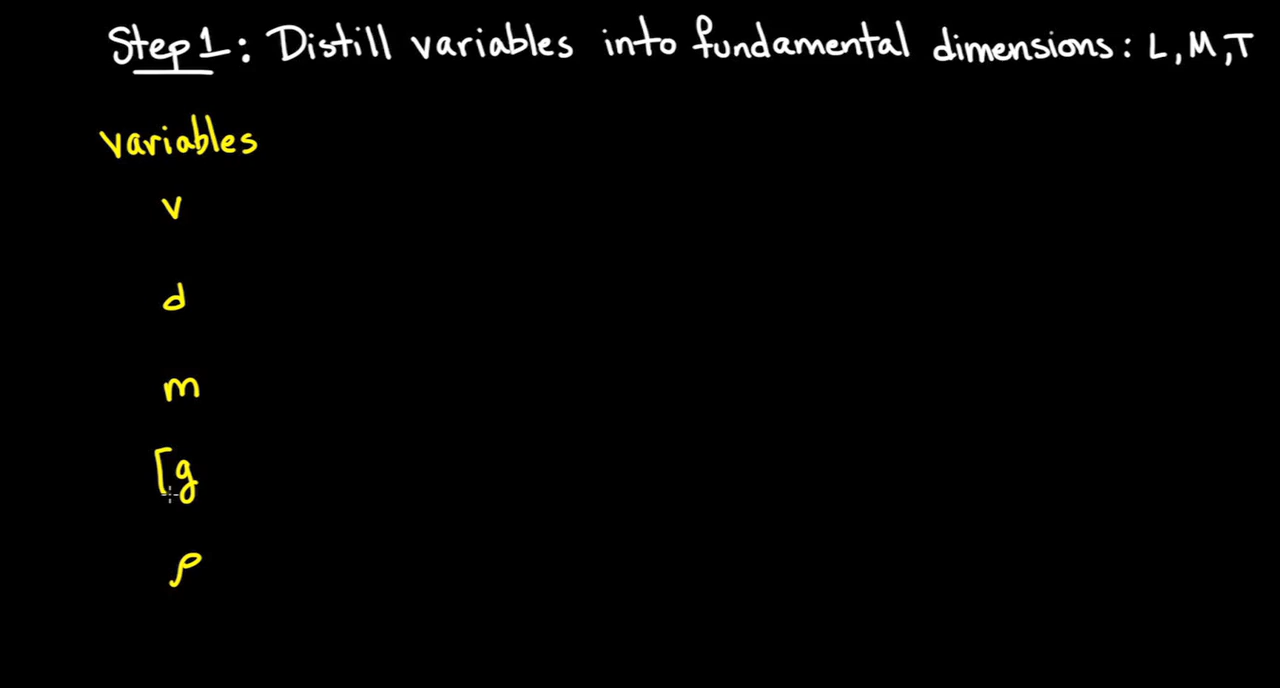 Step 1: Distill variables into fundamental dimensions: L, M, T
variables
v
d
m
[g
ρ